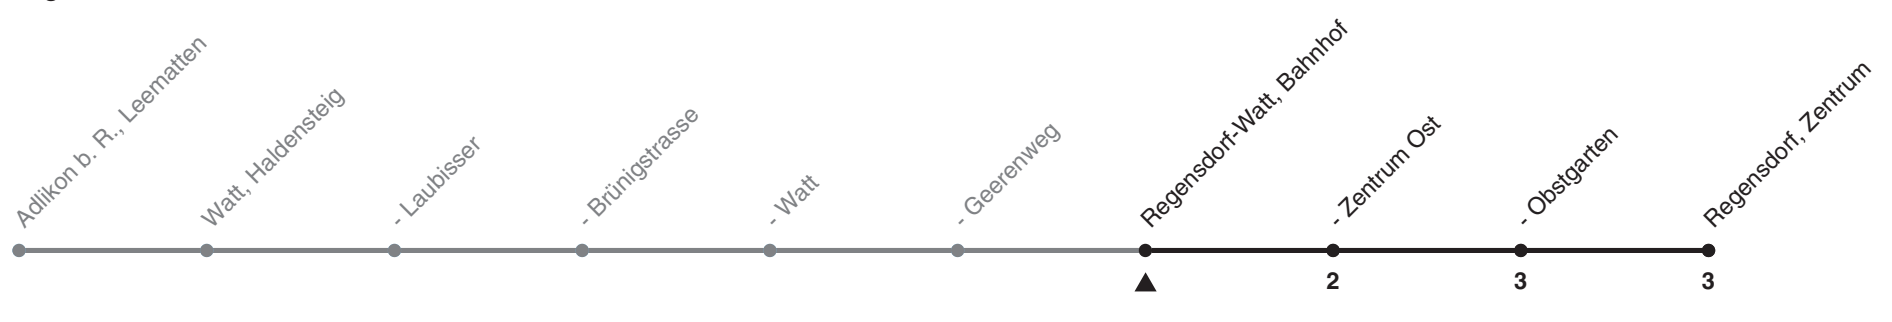 Adlikon b. R., Leematten
Watt, Haldensteig
- Laubisser
- Brünigstrasse
- Watt
- Geerenweg
Regensdorf-Watt, Bahnhof
- Zentrum Ost
- Obstgarten
Regensdorf, Zentrum
2
3
3